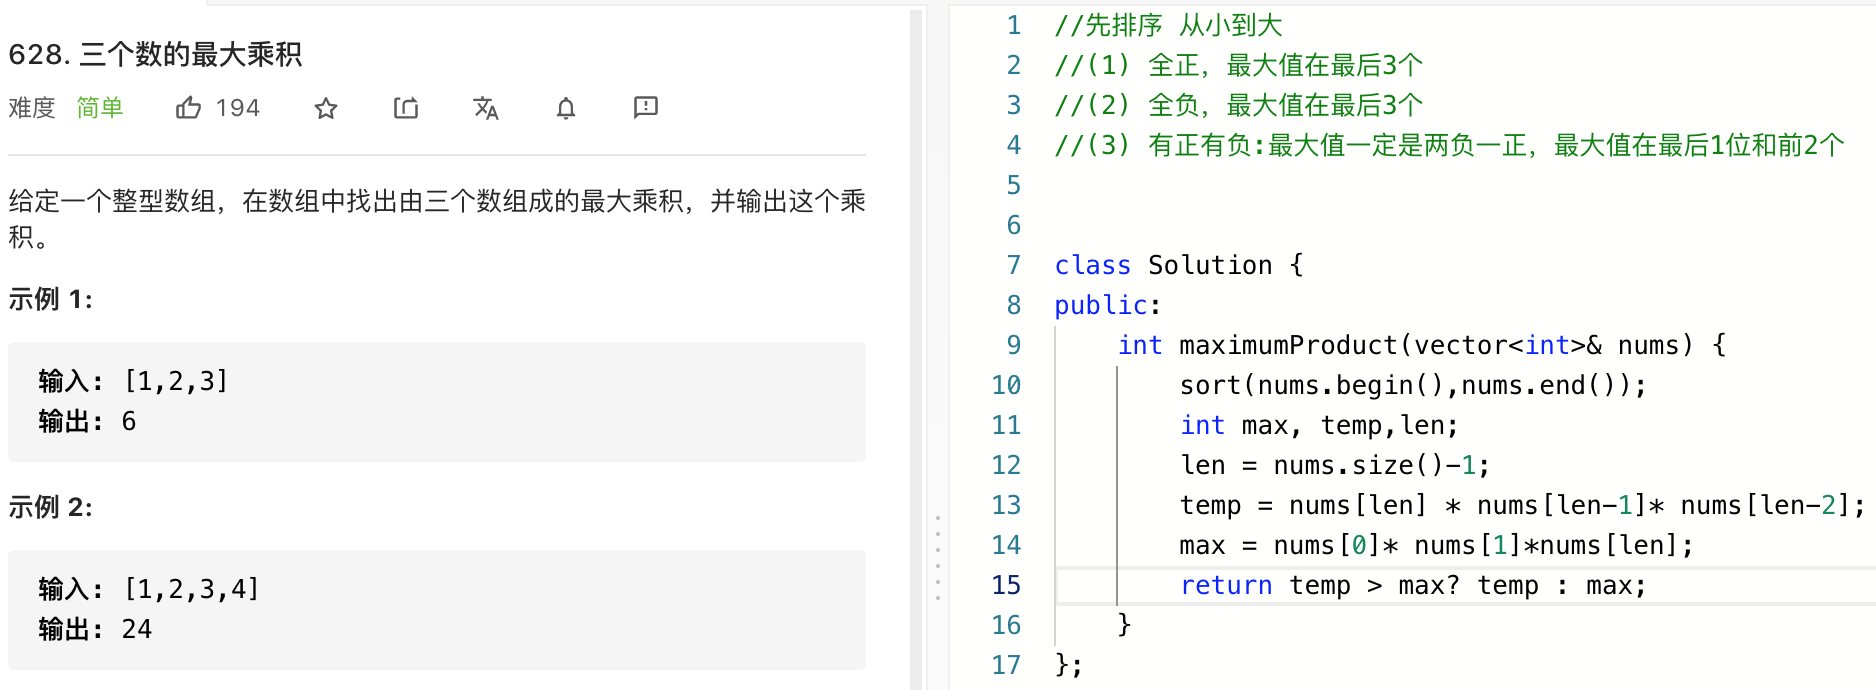 628. 三个数的最大乘积
难度 简单 194
给定一个整型数组，在数组中找出由三个数组成的最大乘积，并输出这个乘
积。
示例 1:
输入: [1,2,3]
输出: 6
示例 2:
输入: [1,2,3,4]
输出: 24
1 //先排序 从小到大
2 //(1) 全正，最大值在最后3个
3 //(2) 全负，最大值在最后3个
4 //(3) 有正有负:最大值一定是两负一正，最大值在最后1位和前2个
5
6
7 class Solution {
8 public:
9     int maximumProduct(vector<int>& nums) {
10         sort(nums.begin(),nums.end());
11         int max, temp,len;
12         len = nums.size()-1;
13         temp = nums[len] * nums[len-1]* nums[len-2];
14         max = nums[0]* nums[1]*nums[len];
15         return temp > max? temp : max;
16     }
17 };